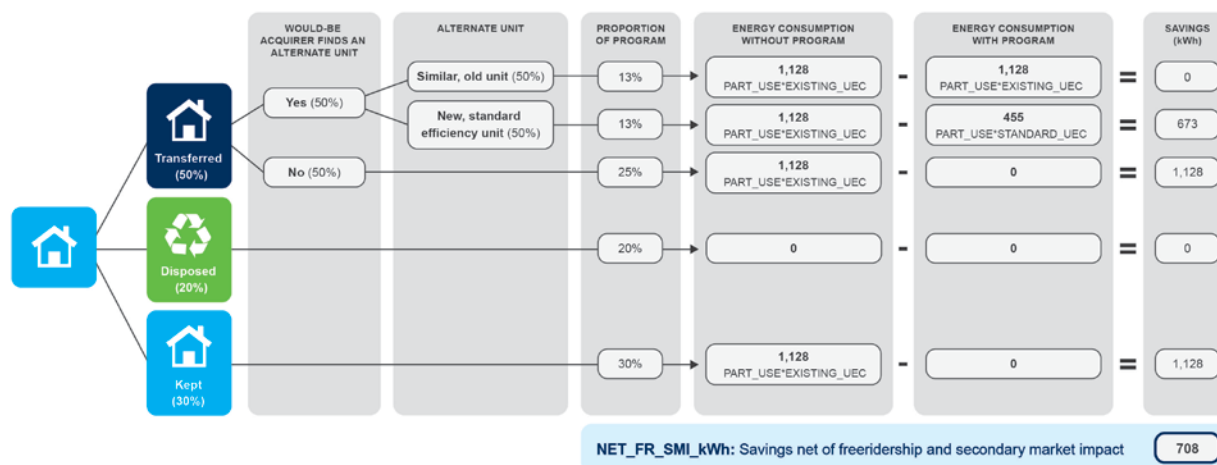 WOULD-BE
ACQUIRER FINDS AN
ALTERNATE UNIT
ALTERNATE UNIT
PROPORTION
OF PROGRAM
ENERGY CONSUMPTION
WITHOUT PROGRAM
ENERGY CONSUMPTION
WITH PROGRAM
SAVINGS
(kWh)
Transferred
(50%)
Yes (50%)
Similar, old unit (50%)
13%
1,128
PART_USE*EXISTING_UEC
-
1,128
PART_USE*EXISTING_UEC
=
0
New, standard
efficiency unit (50%)
13%
1,128
PART_USE*EXISTING_UEC
-
455
PART_USE*STANDARD_UEC
=
673
No (50%)
25%
1,128
PART_USE*EXISTING_UEC
-
0
=
1,128
Disposed
(20%)
20%
0
-
0
=
0
Kept
(30%)
30%
1,128
PART_USE*EXISTING_UEC
-
0
=
1,128
NET_FR_SMI_kWh: Savings net of freeridership and secondary market impact
708